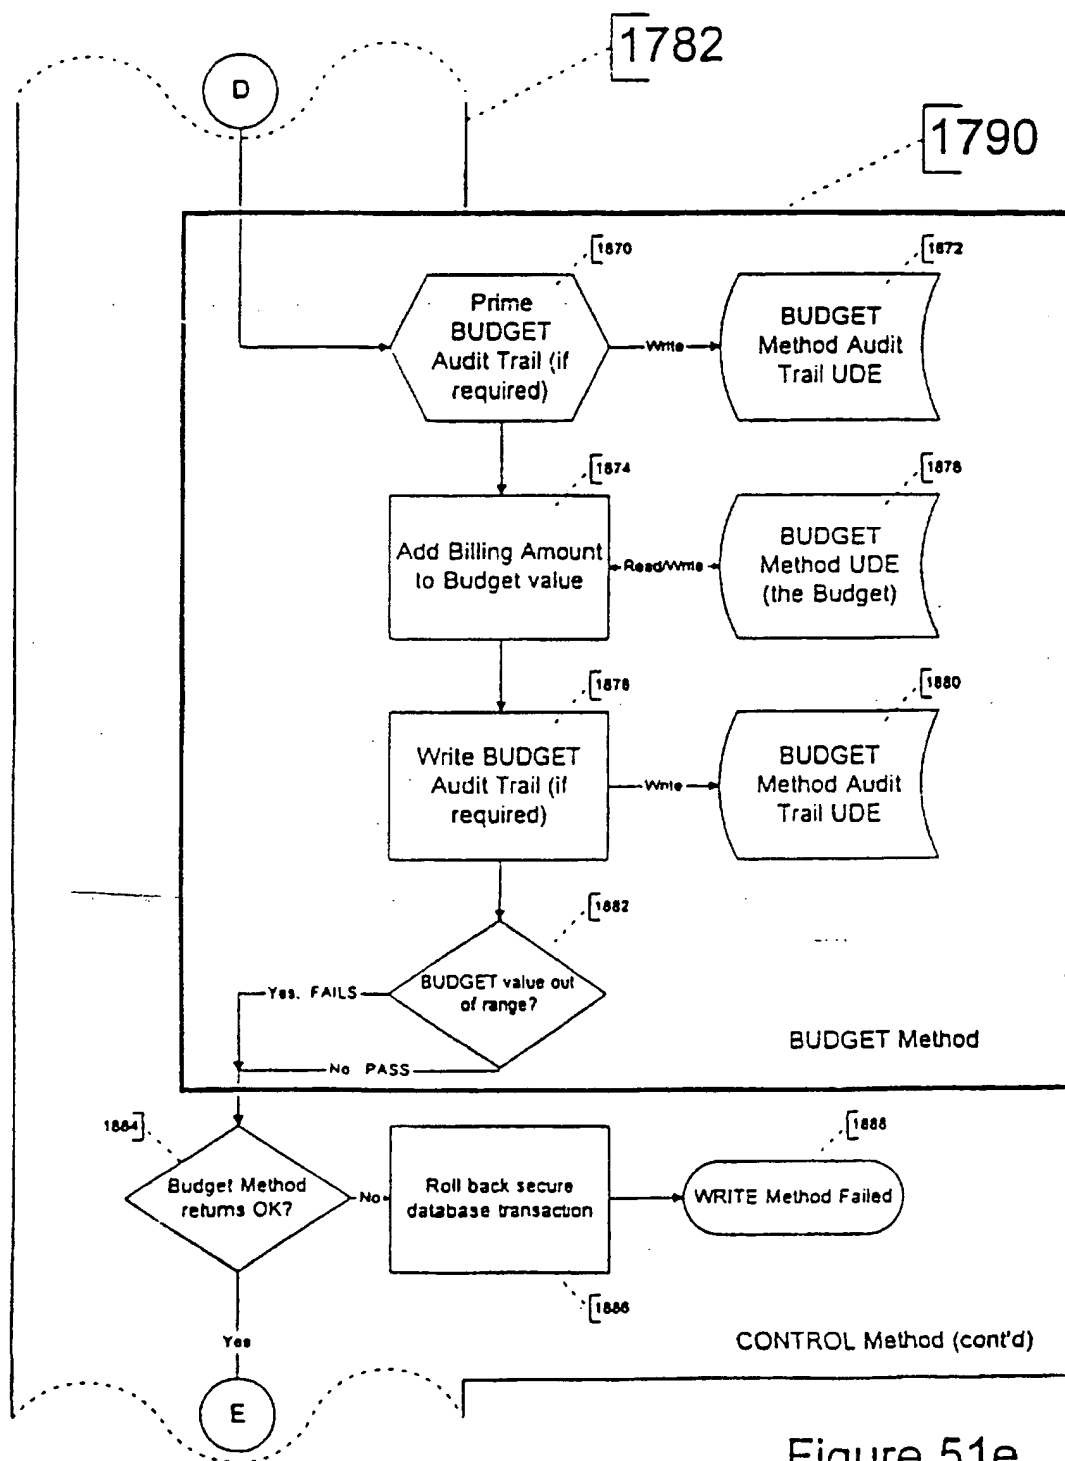 1782
D
1790
1870
1872
Prime
BUDGET
Audit Trail (if
required)
Write
BUDGET
Method Audit
Trail UDE
1874
1878
Add Billing Amount
to Budget value
Read/Write
BUDGET
Method UDE
(the Budget)
1878
1880
Write BUDGET
Audit Trail (if
required)
Write
BUDGET
Method Audit
Trail UDE
1882
BUDGET value out
of range?
Yes, FAILS
No PASS
BUDGET Method
1884
1888
Budget Method
returns OK?
No
Roll back secure
database transaction
WRITE Method Failed
1886
Yes
CONTROL Method (cont'd)
E
Figure 51e